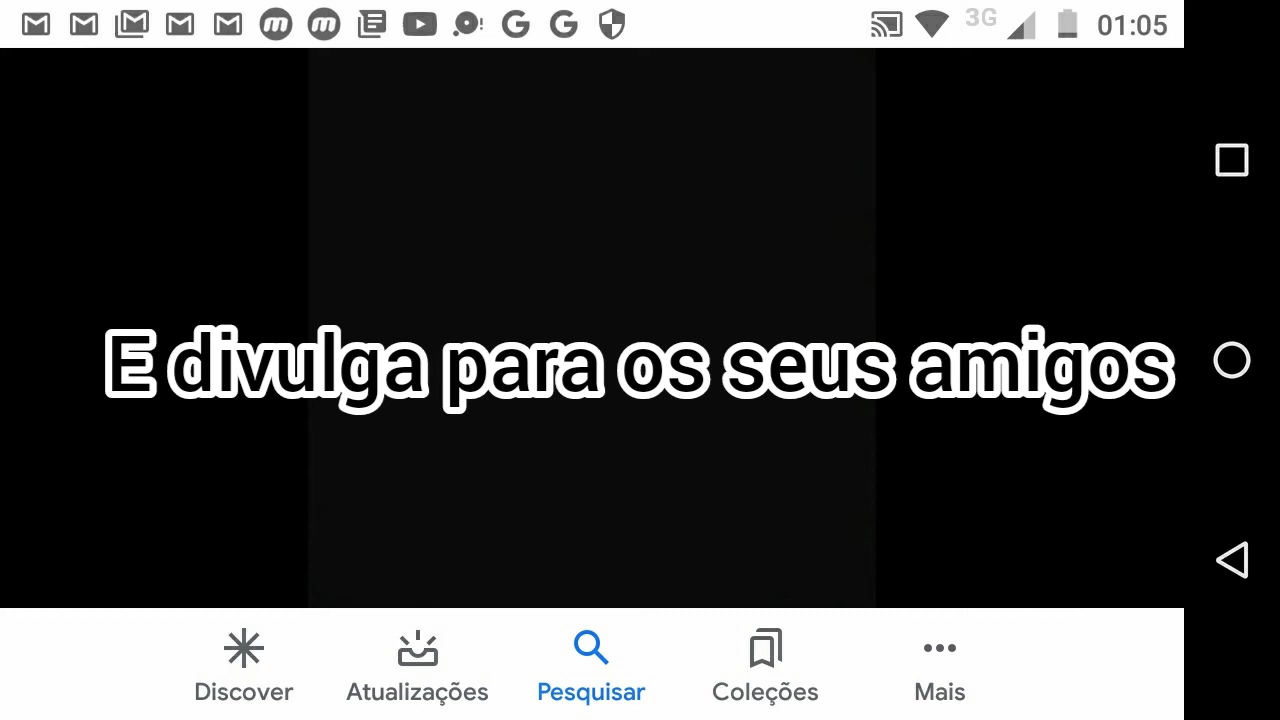 3G 01:05
E divulga para os seus amigos
Discover Atualizações Pesquisar Coleções Mais